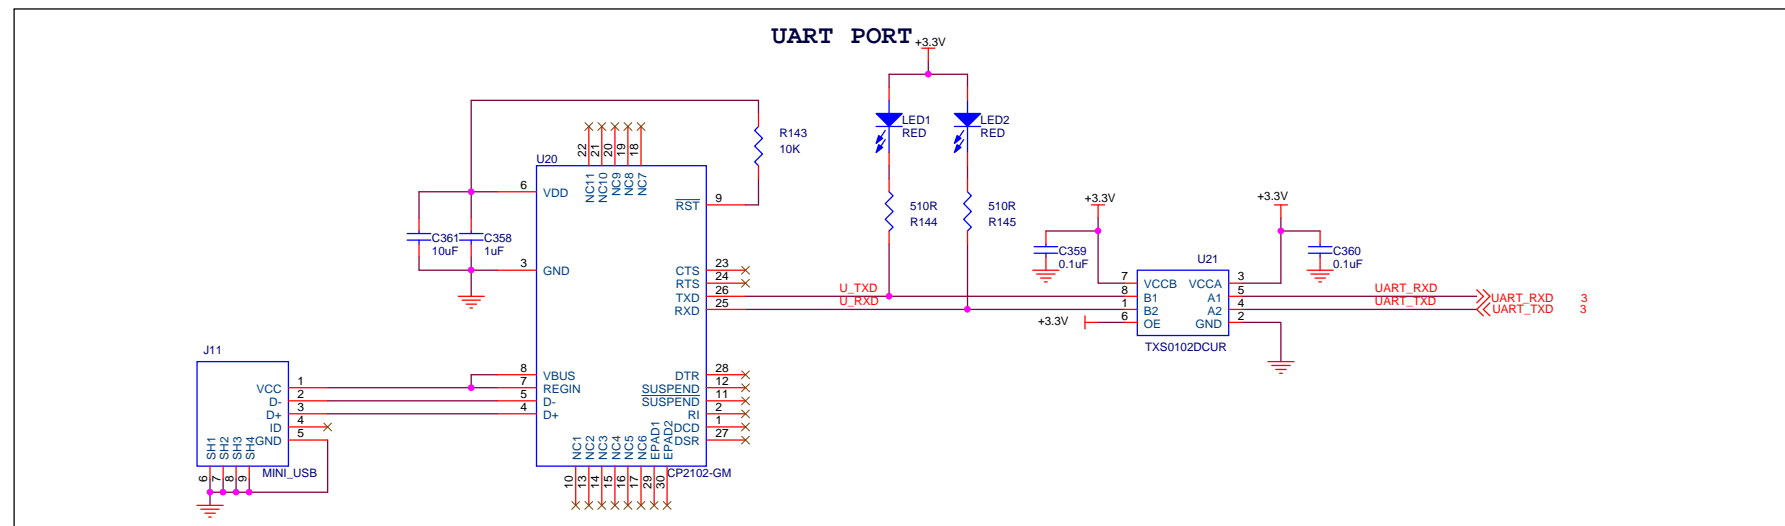 UART PORT
+3.3V
LED1
RED
LED2
RED
R143
10K
22
21
20
19
18
U20
NC11
NC10
NC9
NC8
NC7
6
VDD
9
RST
510R
R144
510R
R145
+3.3V
+3.3V
C361
10uF
C358
1uF
3
GND
C359
0.1uF
C360
0.1uF
U21
CTS
23
RTS
24
TXD
26
RXD
25
U_TXD
U_RXD
7
VCCB
VCCA
3
8
B1
A1
5
1
B2
A2
4
6
OE
GND
2
+3.3V
TXS0102DCUR
UART_RXD
UART_TXD
UART_RXD 3
UART_TXD 3
J11
VCC
1
D-
2
D+
3
ID
4
GND
5
SH1
SH2
SH3
SH4
6
7
8
9
MINI_USB
8
VBUS
7
REGIN
5
D-
4
D+
DTR
28
SUSPEND
12
SUSPEND
11
RI
2
DCD
1
DSR
27
NC1
NC2
NC3
NC4
NC5
NC6
EPAD1
EPAD2
CP2102-GM
10
13
14
15
16
17
29
30